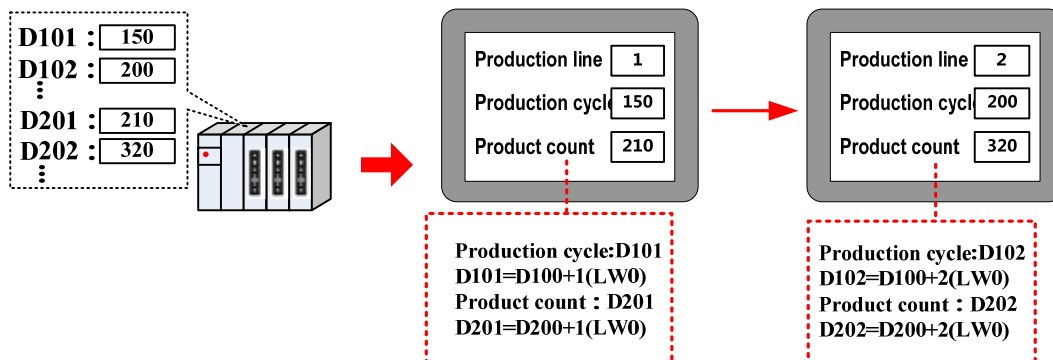 D101 : 150
D102 : 200
D201 : 210
D202 : 320
Production line 1
Production cycle 150
Product count 210
Production line 2
Production cycle 200
Product count 320
Production cycle:D101
D101=D100+1(LW0)
Product count : D201
D201=D200+1(LW0)
Production cycle:D102
D102=D100+2(LW0)
Product count : D202
D202=D200+2(LW0)